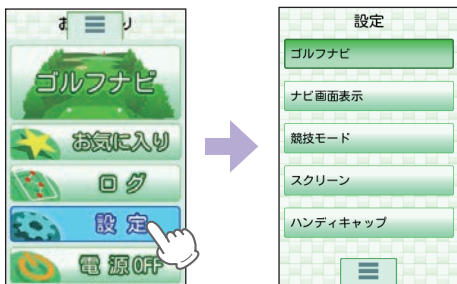 ゴルフナビ
お気に入り
ログ
設定
電源OFF
設定
ゴルフナビ
ナビ画面表示
競技モード
スクリーン
ハンディキャップ